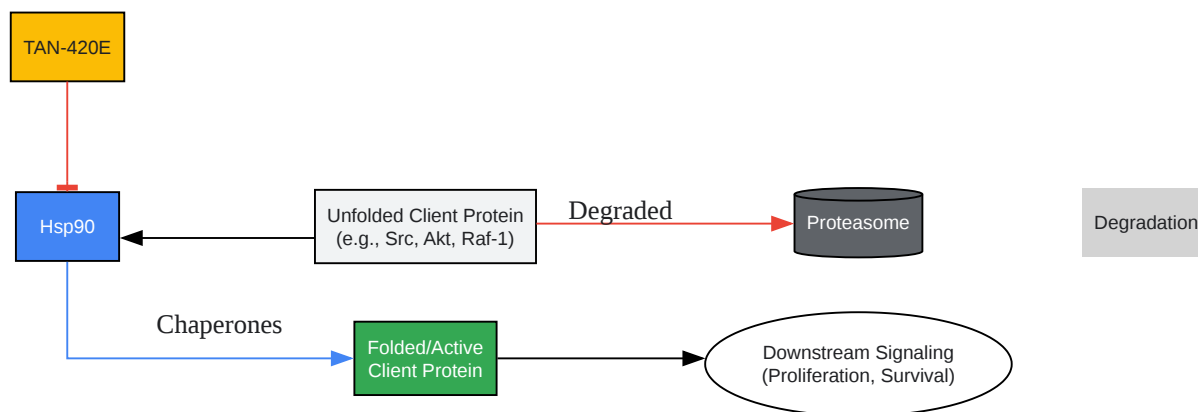 TAN-420E
Hsp90
Unfolded Client Protein
(e.g., Src, Akt, Raf-1)
Degraded
Proteasome
Degradation
Chaperones
Folded/Active
Client Protein
Downstream Signaling
(Proliferation, Survival)